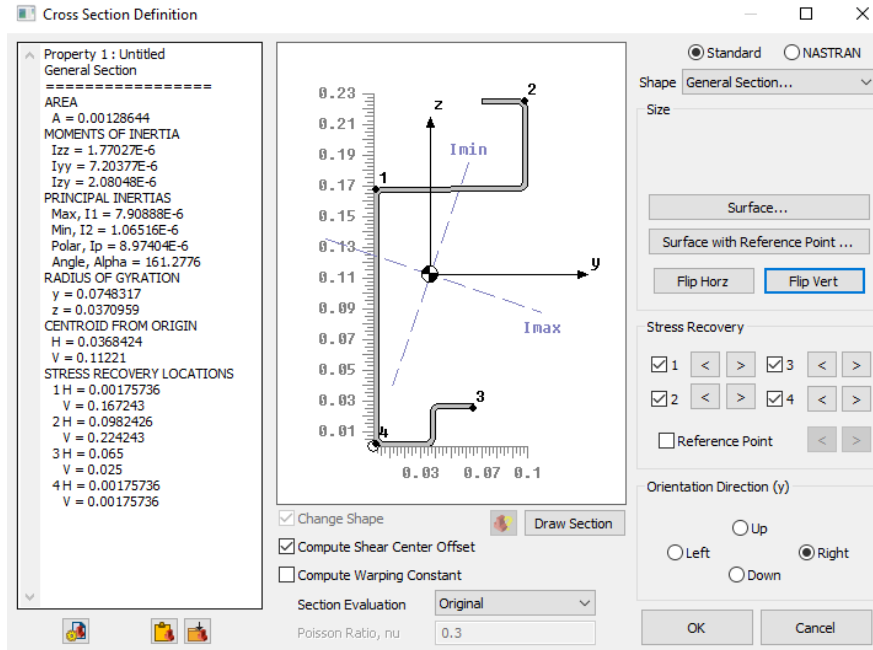 Cross Section Definition
Property 1 : Untitled
General Section
=================
AREA
A = 0.00128644
MOMENTS OF INERTIA
Izz = 1.77027E-6
Iyy = 7.20377E-6
Izy = 2.08048E-6
PRINCIPAL INERTIAS
Max, I1 = 7.90888E-6
Min, I2 = 1.06516E-6
Polar, Ip = 8.97404E-6
Angle, Alpha = 161.2776
RADIUS OF GYRATION
y = 0.0748317
z = 0.0370959
CENTROID FROM ORIGIN
H = 0.0368424
V = 0.11221
STRESS RECOVERY LOCATIONS
1 H = 0.00175736
V = 0.167243
2 H = 0.0982426
V = 0.224243
3 H = 0.065
V = 0.025
4 H = 0.00175736
V = 0.00175736
0.23
0.21
0.19
0.17
0.15
0.13
0.11
0.09
0.07
0.05
0.03
0.01
0.03 0.07 0.1
z
y
Imin
Imax
1
2
3
4
Change Shape
Draw Section
Compute Shear Center Offset
Compute Warping Constant
Section Evaluation Original
Poisson Ratio, nu 0.3
Standard NASTRAN
Shape General Section...
Size
Surface...
Surface with Reference Point ...
Flip Horz Flip Vert
Stress Recovery
1 < > 3 < >
2 < > 4 < >
Reference Point < >
Orientation Direction (y)
Up
Left Right
Down
OK Cancel